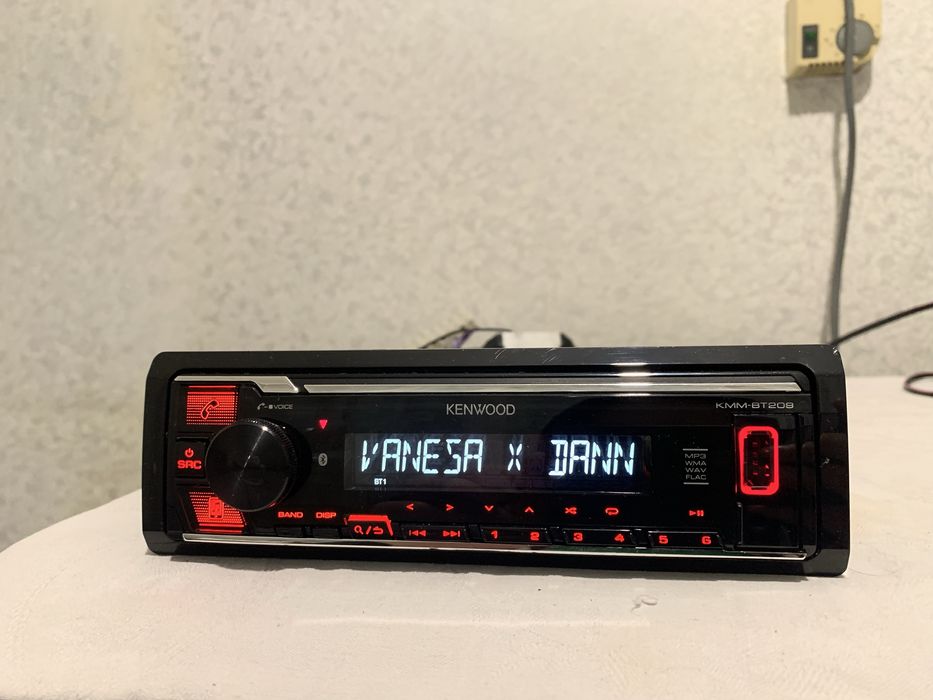 VOICE
KENWOOD
KMM-BT209
SRC
VANESA X DANN
BT1
MP3
WMA
WAV
FLAC
BAND DISP
1 2 3 4 5 6